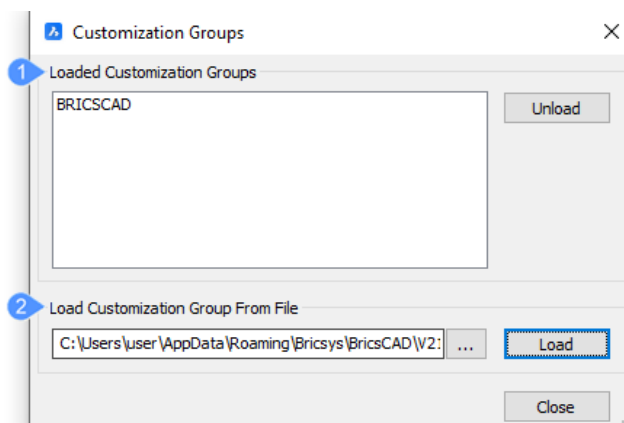 Customization Groups
1
Loaded Customization Groups
BRICSCAD
Unload
2
Load Customization Group From File
C:\Users\user\AppData\Roaming\Bricsys\BricsCAD\V21
...
Load
Close